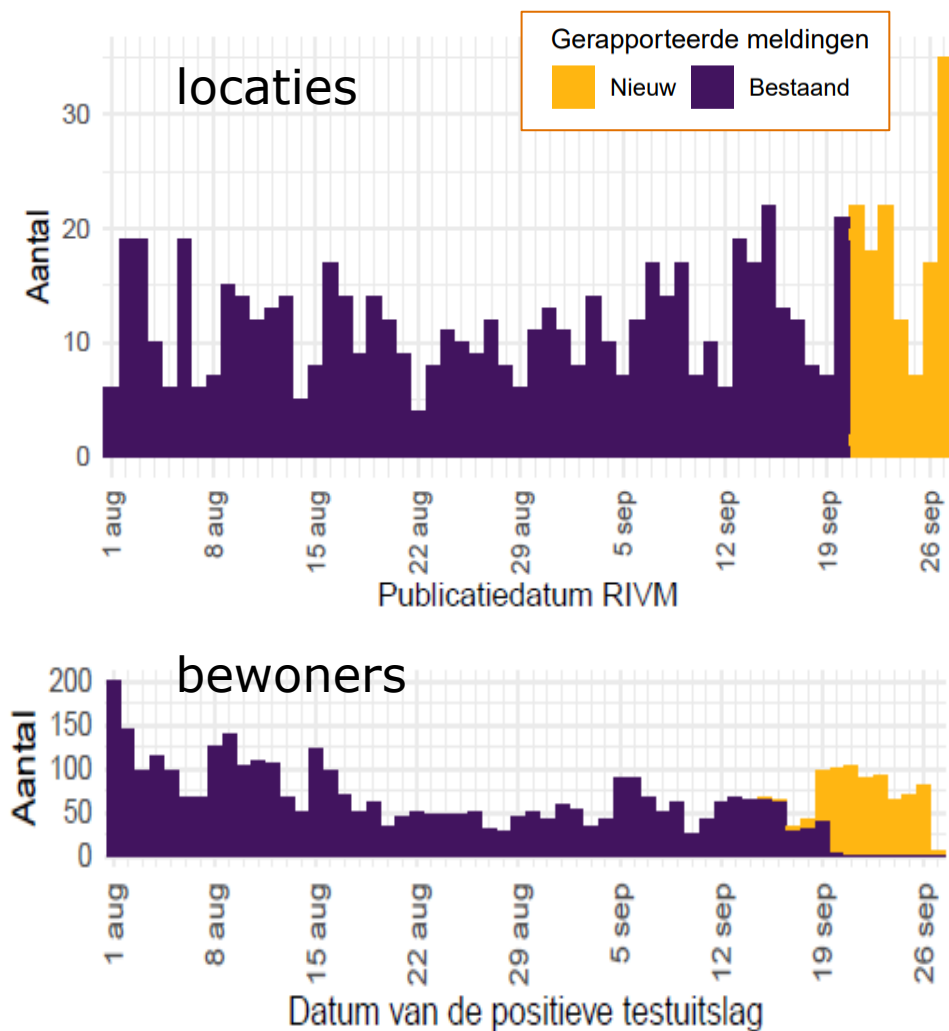 Gerapporteerde meldingen
Nieuw Bestaand
locaties
Aantal
30
20
10
0
1 aug 8 aug 15 aug 22 aug 29 aug 5 sep 12 sep 19 sep 26 sep
Publicatiedatum RIVM
bewoners
Aantal
200
150
100
50
0
1 aug 8 aug 15 aug 22 aug 29 aug 5 sep 12 sep 19 sep 26 sep
Datum van de positieve testuitslag